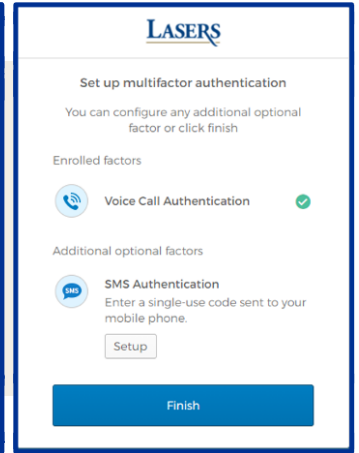 LASERS
Set up multifactor authentication
You can configure any additional optional
factor or click finish
Enrolled factors
Voice Call Authentication
Additional optional factors
SMS
SMS Authentication
Enter a single-use code sent to your
mobile phone.
Setup
Finish